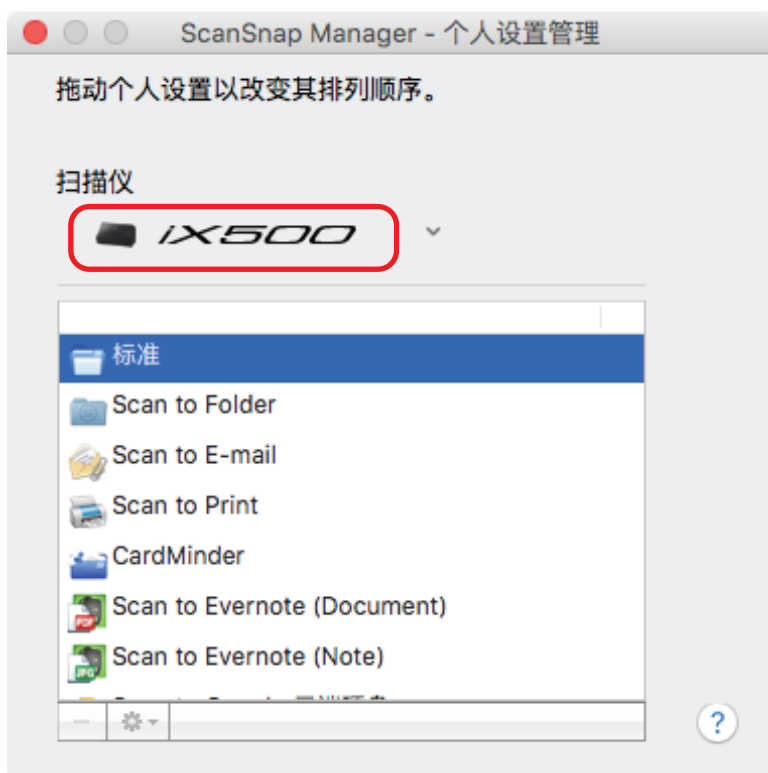 ScanSnap Manager - 个人设置管理
拖动个人设置以改变其排列顺序。
扫描仪
iX500
标准
Scan to Folder
Scan to E-mail
Scan to Print
CardMinder
Scan to Evernote (Document)
PDF
Scan to Evernote (Note)
JPG
?